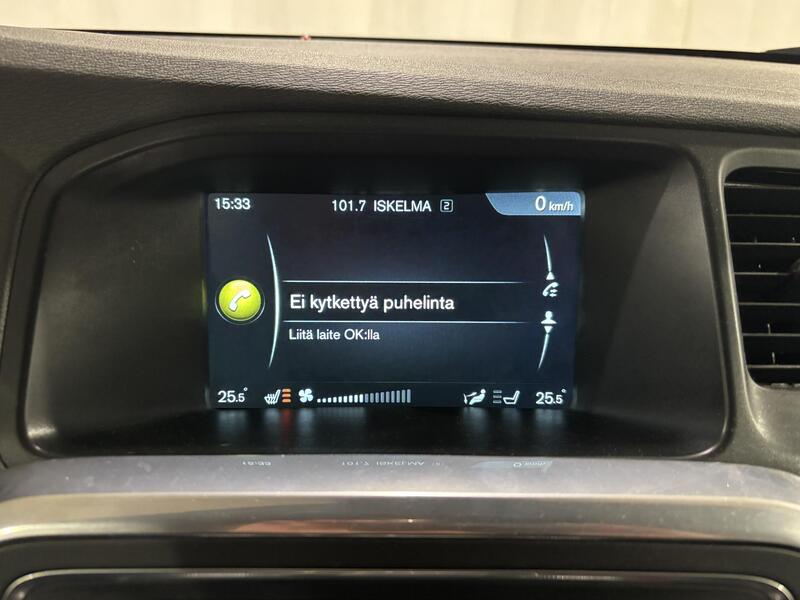 15:33 101.7 ISKELMA 2 0 km/h
Ei kytkettyä puhelinta
Liitä laite OK:lla
25.5° 25.5°